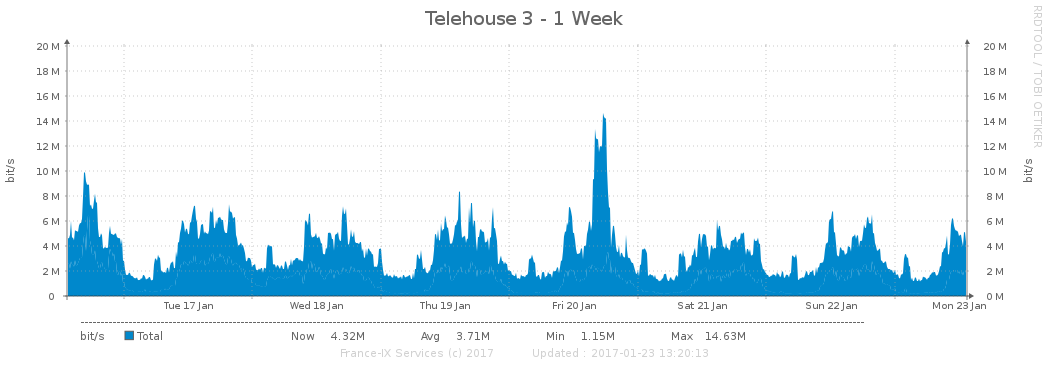 Telehouse 3 - 1 Week
RRDTOOL / TOBI OETIKER
20 M 20 M
18 M 18 M
16 M 16 M
14 M 14 M
12 M 12 M
10 M 10 M
8 M 8 M
6 M 6 M
4 M 4 M
2 M 2 M
0 0 M
bit/s bit/s
Tue 17 Jan Wed 18 Jan Thu 19 Jan Fri 20 Jan Sat 21 Jan Sun 22 Jan Mon 23 Jan
bit/s Total Now 4.32M Avg 3.71M Min 1.15M Max 14.63M
France-IX Services (c) 2017 Updated : 2017-01-23 13:20:13